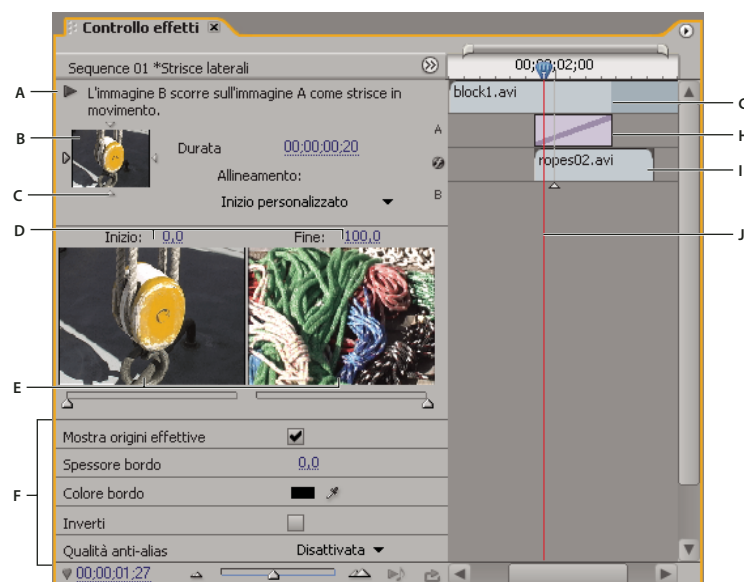 Controllo effetti
Sequence 01 *Strisce laterali
00;00;02;00
A
L'immagine B scorre sull'immagine A come strisce in
movimento.
block1.avi
G
B
Durata 00;00;00;20
A
H
Allineamento:
ropes02.avi
I
C
Inizio personalizzato
B
D
Inizio: 0,0
Fine: 100,0
J
E
F
Mostra origini effettive
Spessore bordo 0,0
Colore bordo
Inverti
Qualità anti-alias Disattivata
00;00;01;27